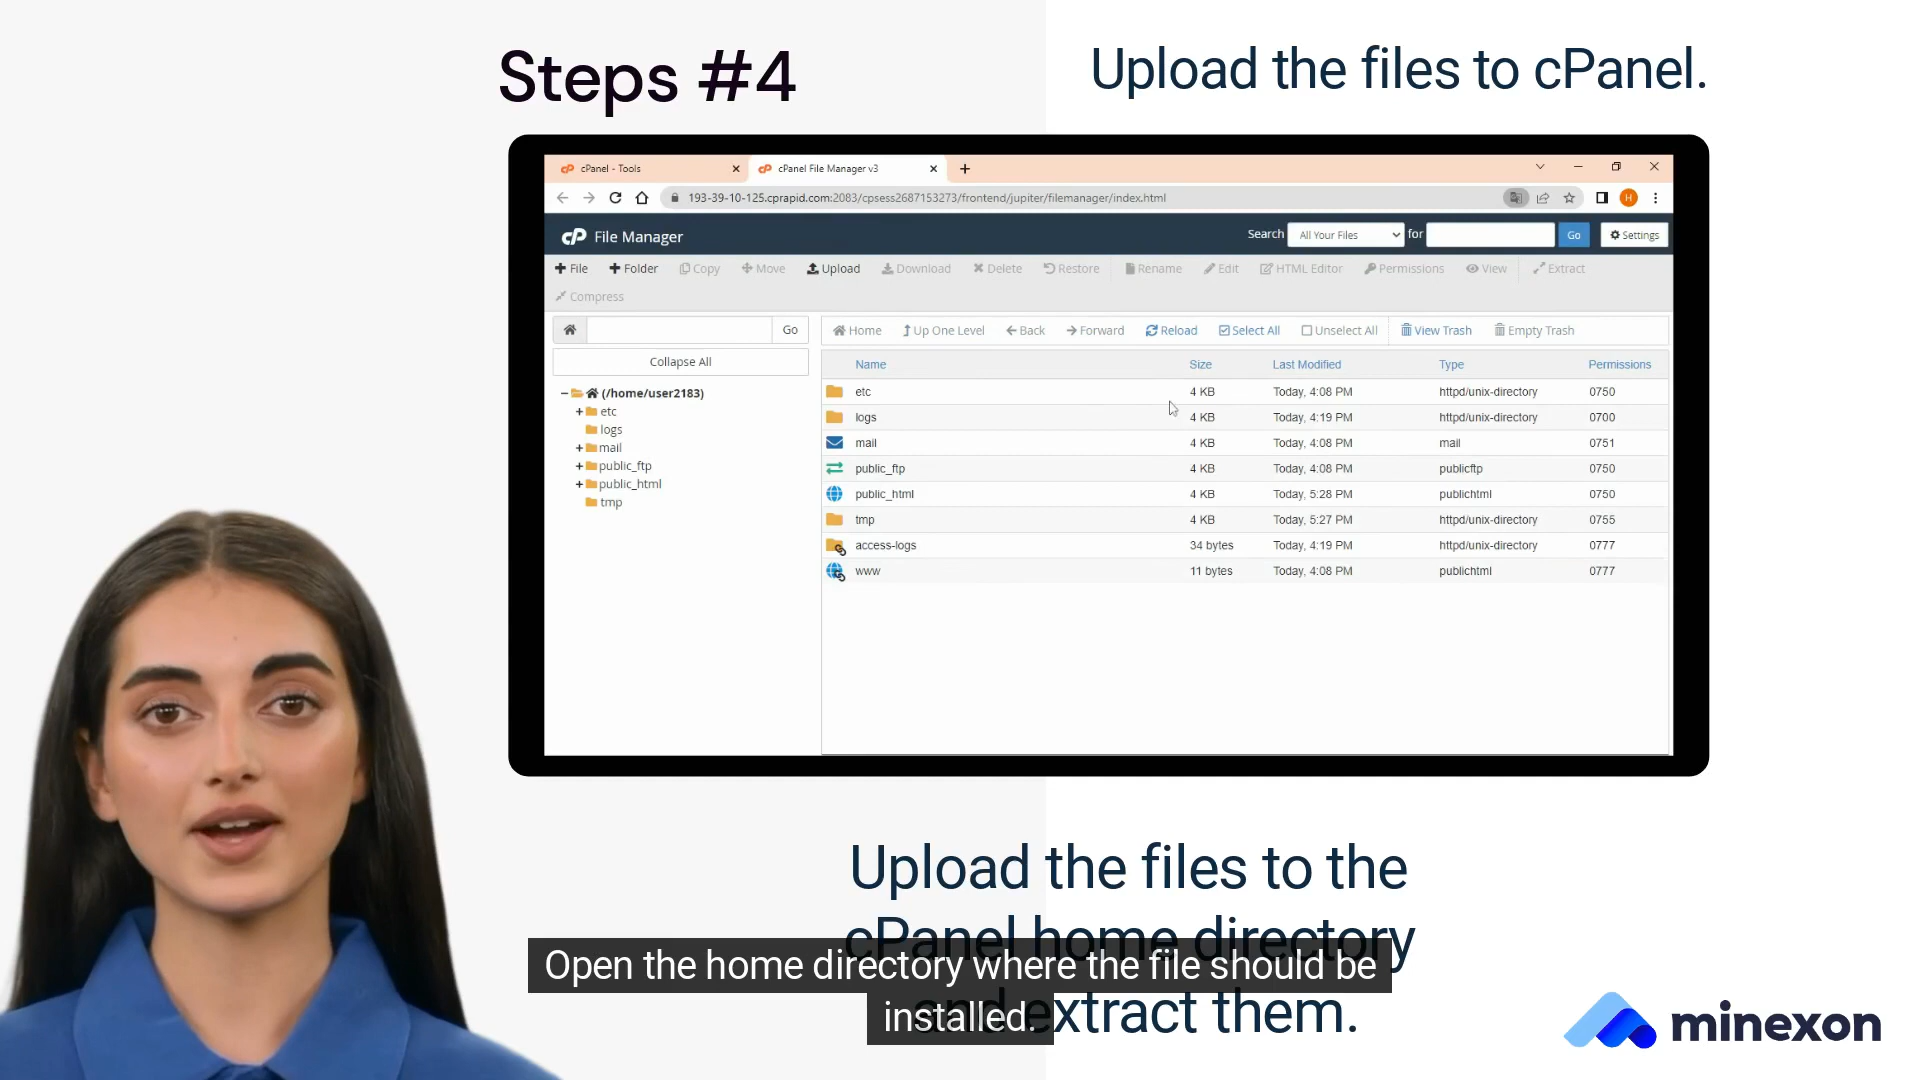 Steps #4
Upload the files to cPanel.
cPanel - Tools
cPanel File Manager v3
193-39-10-125.cprapid.com:2083/cpsess2687153273/frontend/jupiter/filemanager/index.html
H
cP File Manager
Search All Your Files for Go Settings
File Folder Copy Move Upload Download Delete Restore Rename Edit HTML Editor Permissions View Extract
Compress
Go
Home Up One Level Back Forward Reload Select All Unselect All View Trash Empty Trash
Collapse All
(/home/user2183)
etc
logs
mail
public_ftp
public_html
tmp
Name Size Last Modified Type Permissions
etc 4 KB Today, 4:08 PM httpd/unix-directory 0750
logs 4 KB Today, 4:19 PM httpd/unix-directory 0700
mail 4 KB Today, 4:08 PM mail 0751
public_ftp 4 KB Today, 4:08 PM publicftp 0750
public_html 4 KB Today, 5:28 PM publichtml 0750
tmp 4 KB Today, 5:27 PM httpd/unix-directory 0755
access-logs 34 bytes Today, 4:19 PM httpd/unix-directory 0777
www 11 bytes Today, 4:08 PM publichtml 0777
Upload the files to the
cPanel home directory
and extract them.
Open the home directory where the file should be
installed.
minexon